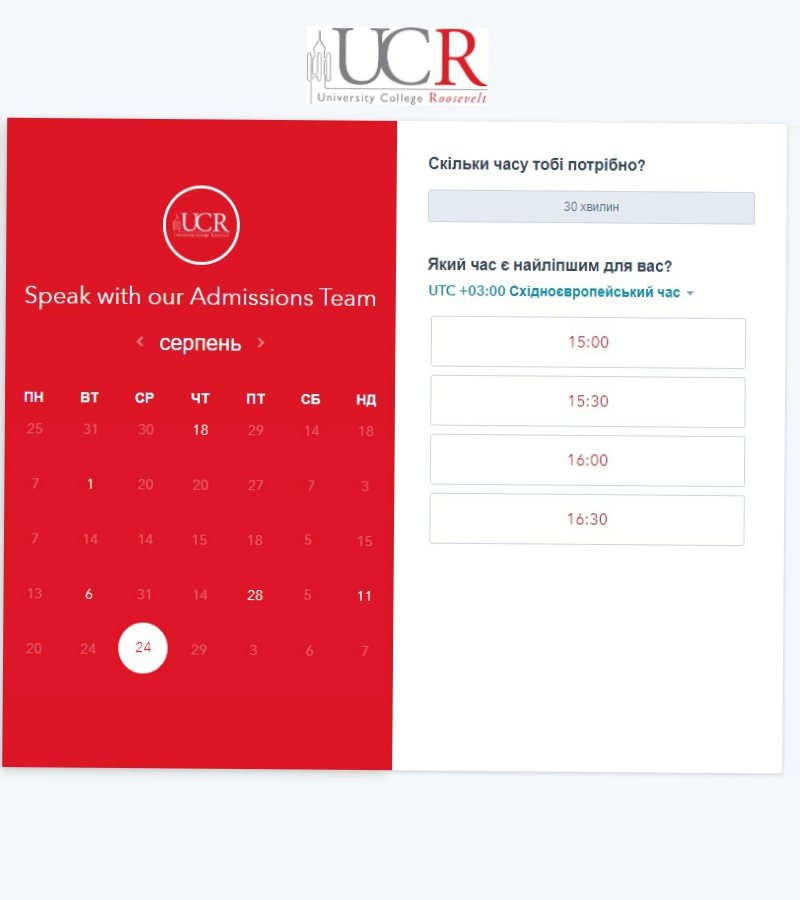 UCR
University College Roosevelt
UCR
Speak with our Admissions Team
серпень
ПН ВТ СР ЧТ ПТ СБ НД
25 31 30 18 29 14 18
7 1 20 20 27 7 3
7 14 14 15 18 5 15
13 6 31 14 28 5 11
20 24 24 29 3 6 7
Скільки часу тобі потрібно?
30 хвилин
Який час є найліпшим для вас?
UTC +03:00 Східноєвропейський час
15:00
15:30
16:00
16:30